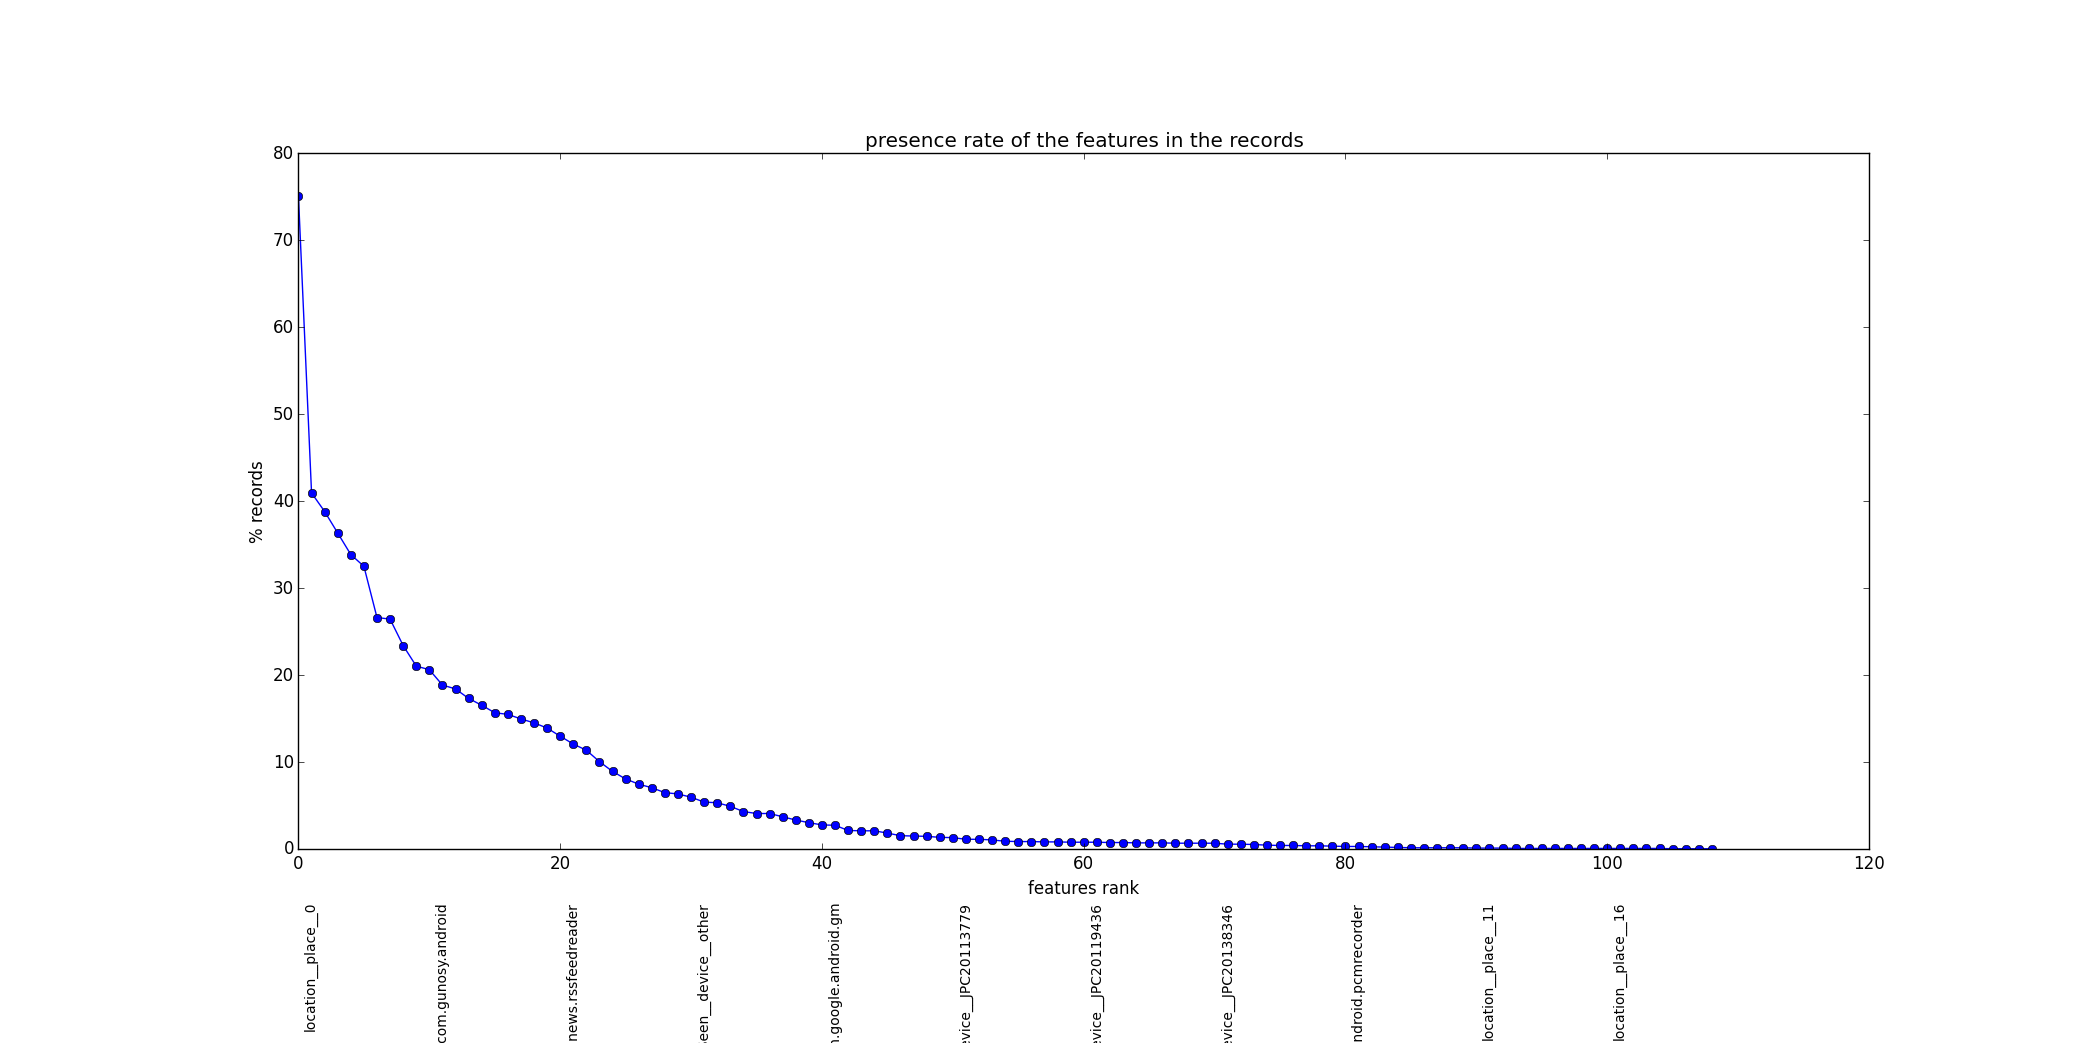 presence rate of the features in the records
80
70
60
50
40
30
20
10
0
% records
0 20 40 60 80 100 120
features rank
location__place__0
com.gunosy.android
news.rssfeedreader
een__device__other
.google.android.gm
evice__JPC20113779
evice__JPC20119436
evice__JPC20138346
ndroid.pcmrecorder
location__place__11
location__place__16